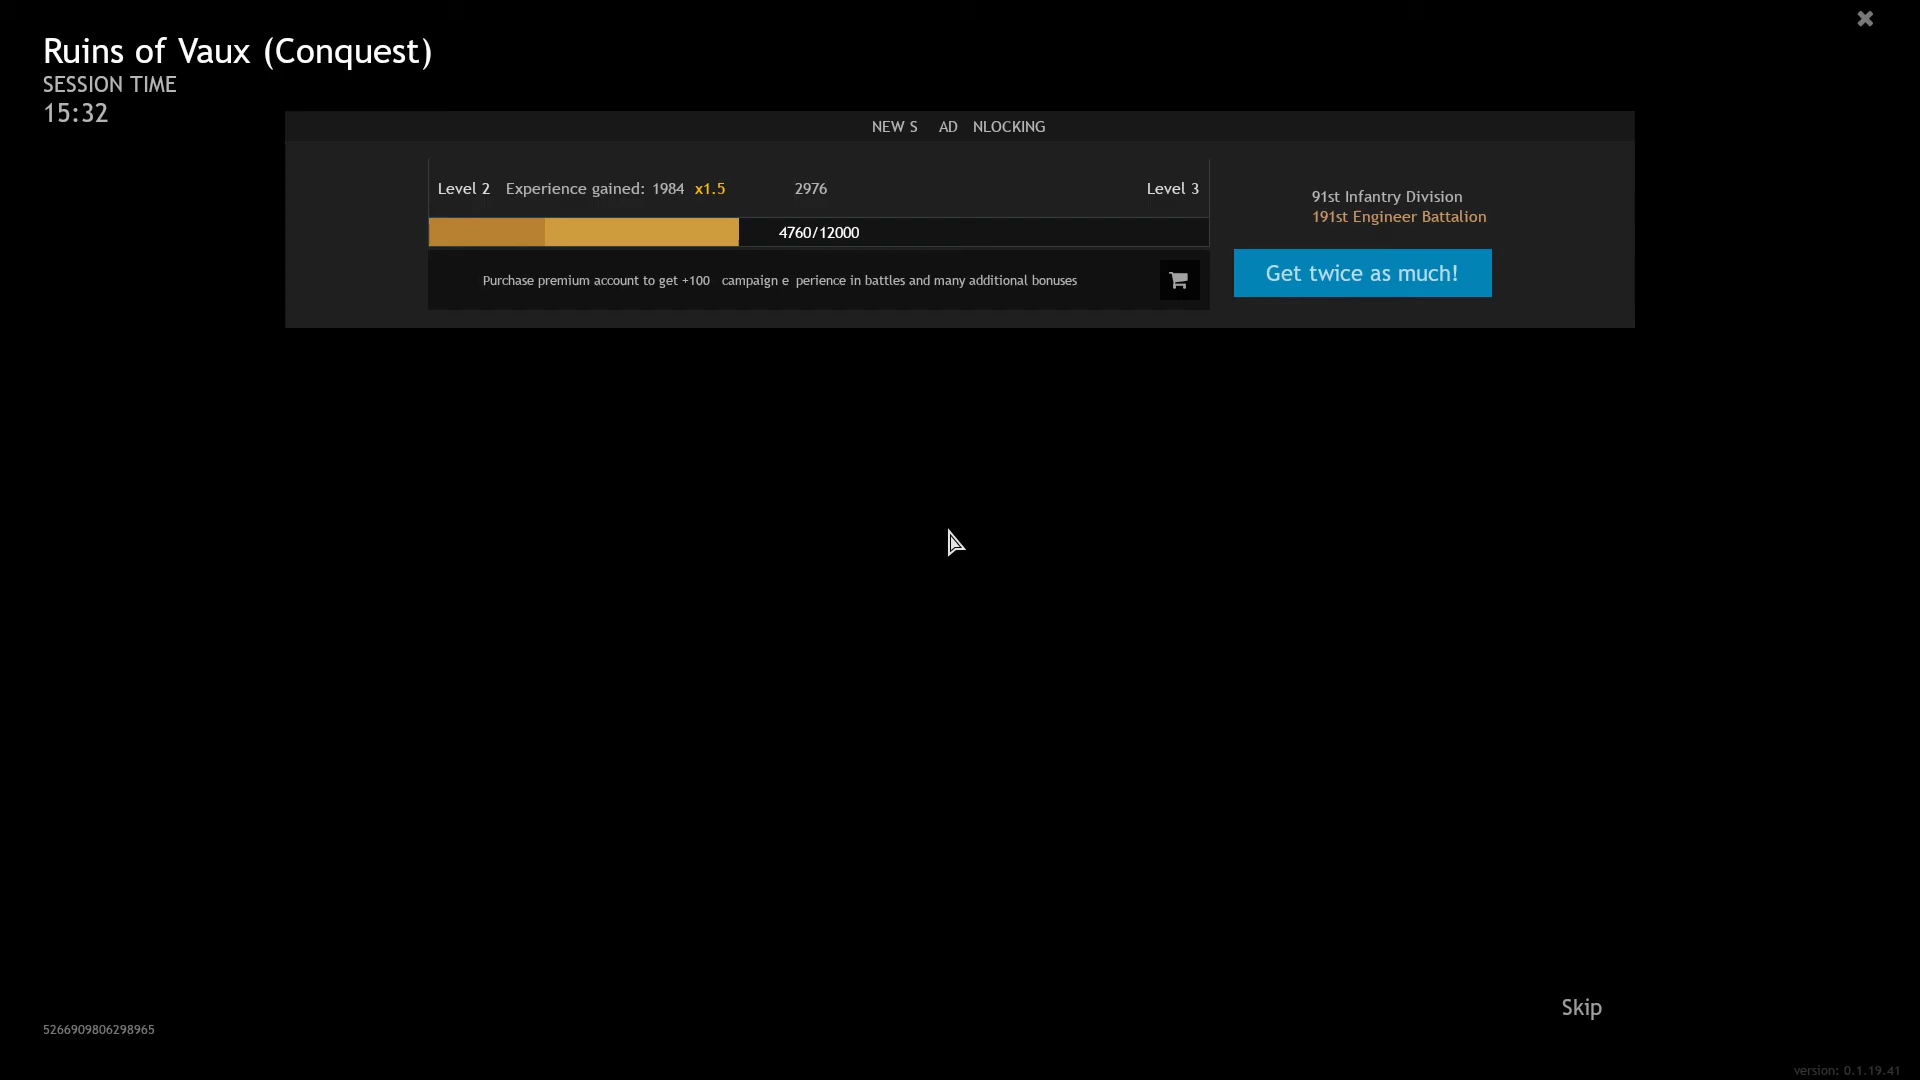 Ruins of Vaux (Conquest)
SESSION TIME
15:32
NEW S AD NLOCKING
Level 2 Experience gained: 1984 x1.5 2976 Level 3
4760/12000
Purchase premium account to get +100 campaign e perience in battles and many additional bonuses
91st Infantry Division
191st Engineer Battalion
Get twice as much!
Skip
5266909806298965
version: 0.1.19.41